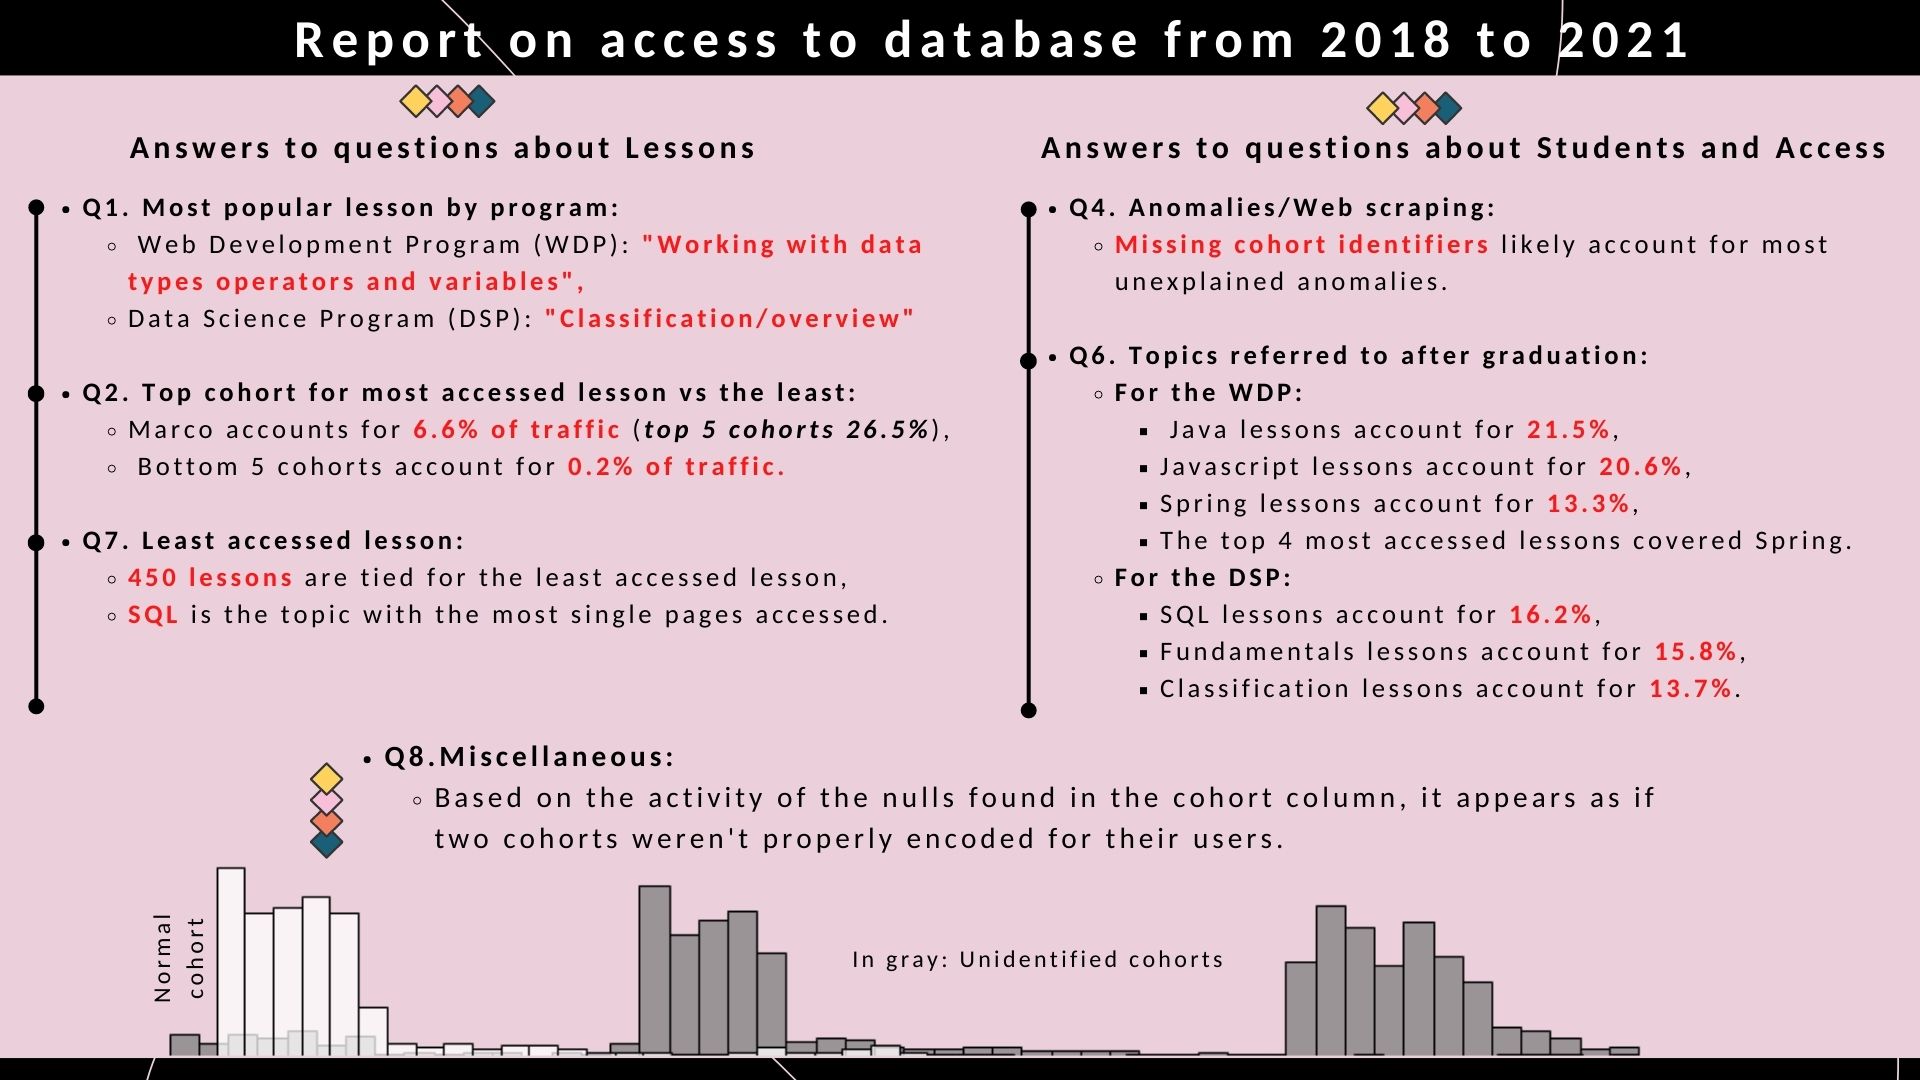 Report on access to database from 2018 to 2021
Answers to questions about Lessons
Q1. Most popular lesson by program:
Web Development Program (WDP): "Working with data
types operators and variables",
Data Science Program (DSP): "Classification/overview"
Q2. Top cohort for most accessed lesson vs the least:
Marco accounts for 6.6% of traffic (top 5 cohorts 26.5%),
Bottom 5 cohorts account for 0.2% of traffic.
Q7. Least accessed lesson:
450 lessons are tied for the least accessed lesson,
SQL is the topic with the most single pages accessed.
Answers to questions about Students and Access
Q4. Anomalies/Web scraping:
Missing cohort identifiers likely account for most
unexplained anomalies.
Q6. Topics referred to after graduation:
For the WDP:
Java lessons account for 21.5%,
Javascript lessons account for 20.6%,
Spring lessons account for 13.3%,
The top 4 most accessed lessons covered Spring.
For the DSP:
SQL lessons account for 16.2%,
Fundamentals lessons account for 15.8%,
Classification lessons account for 13.7%.
Q8.Miscellaneous:
Based on the activity of the nulls found in the cohort column, it appears as if
two cohorts weren't properly encoded for their users.
Normal
cohort
In gray: Unidentified cohorts